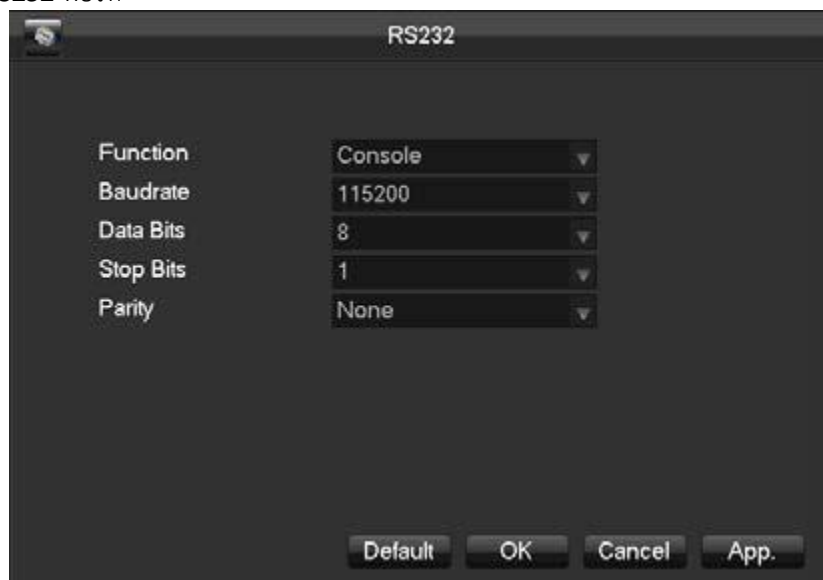 RS232
Function Console
Baudrate 115200
Data Bits 8
Stop Bits 1
Parity None
Default OK Cancel App.